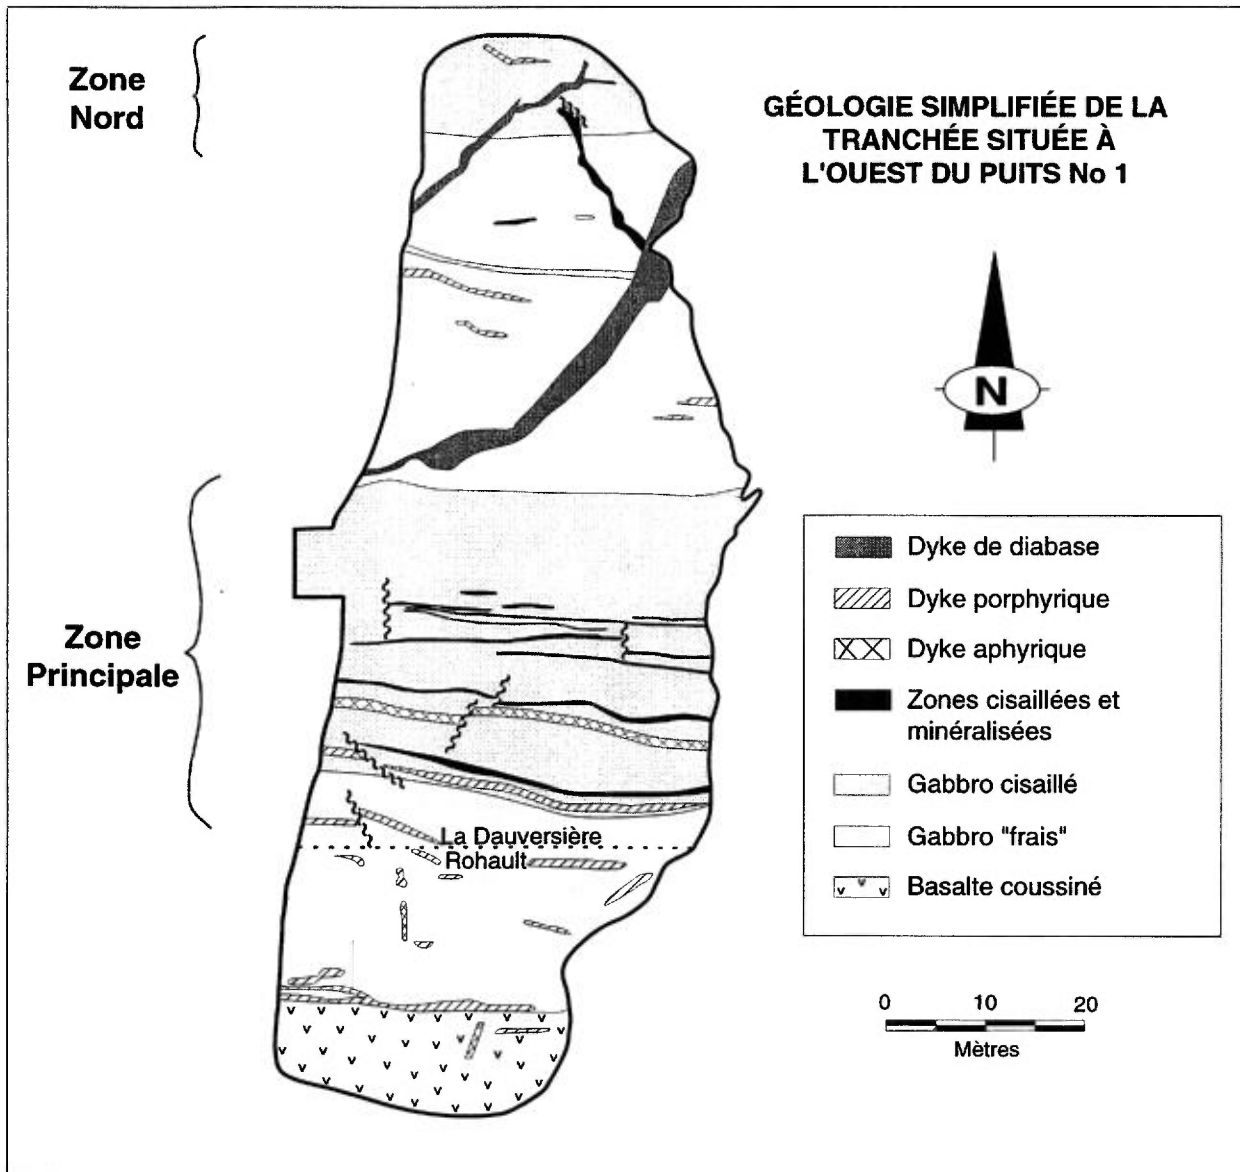 Zone
Nord
GÉOLOGIE SIMPLIFIÉE DE LA
TRANCHÉE SITUÉE À
L'OUEST DU PUITS No 1
N
Zone
Principale
Dyke de diabase
Dyke porphyrique
Dyke aphyrique
Zones cisaillées et
minéralisées
Gabbro cisaillé
Gabbro "frais"
Basalte coussiné
La Dauversière
Rohault
0 10 20
Mètres